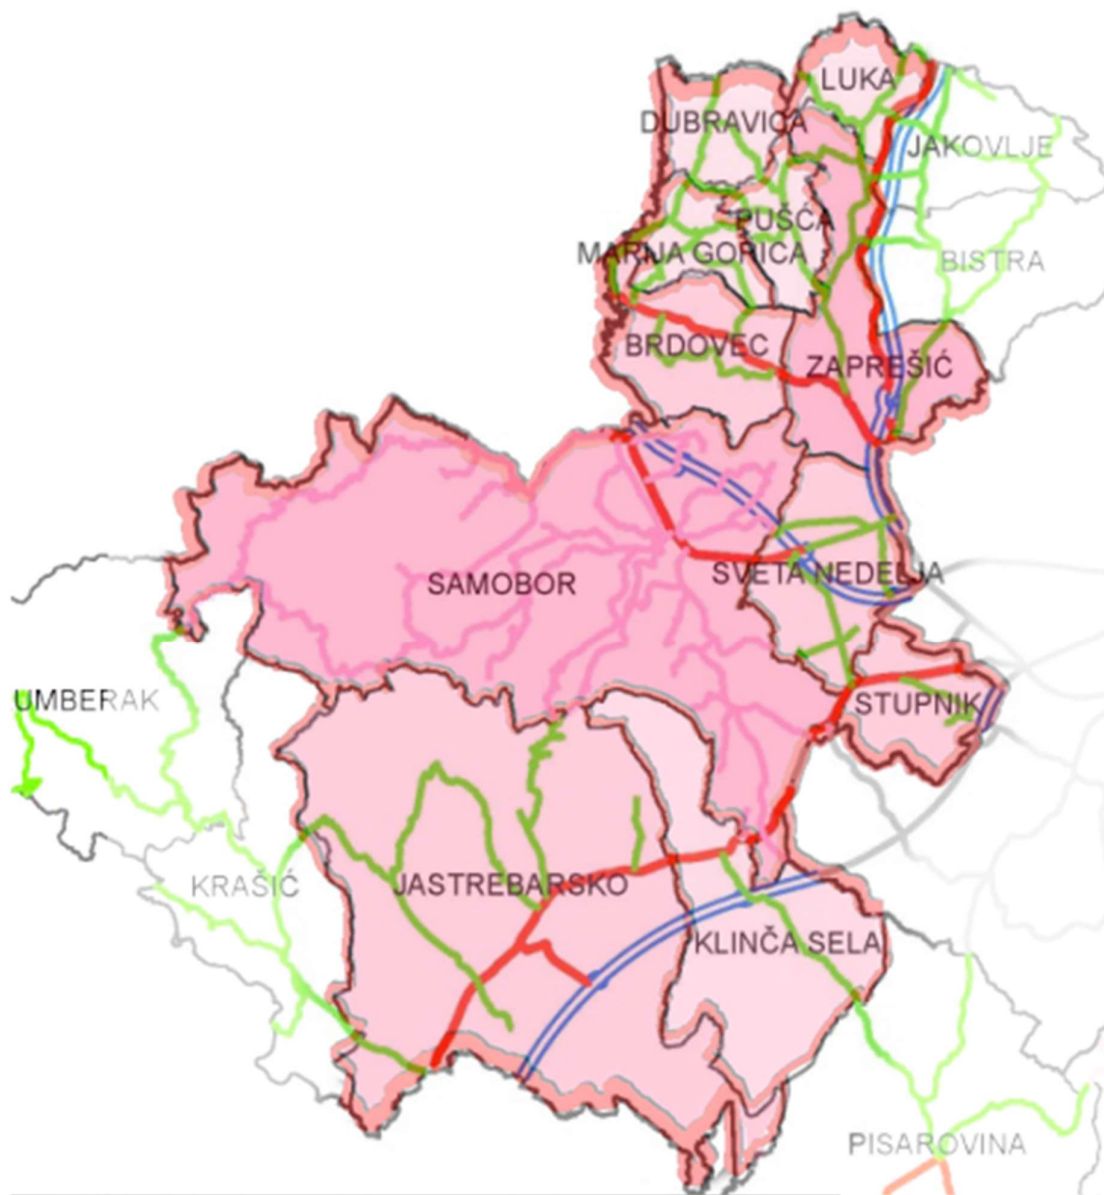 LUKA
DUBRAVICA
JAKOVLJE
PUŠĆA
MARIJA GORICA
BISTRA
BRDOVEC
ZAPREŠIĆ
SVETA NEDELJA
SAMOBOR
UMBERAK
STUPNIK
KRAŠIĆ
JASTREBARSKO
KLINČA SELA
PISAROVINA